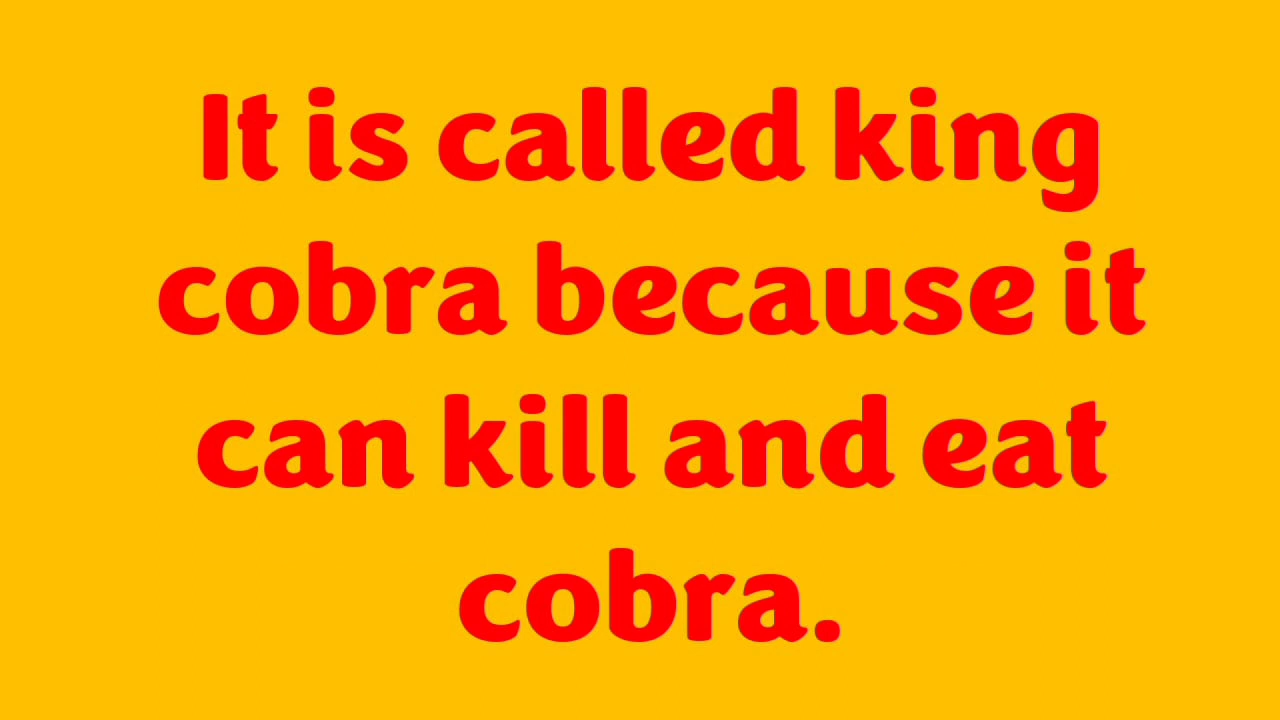 It is called king
cobra because it
can kill and eat
cobra.